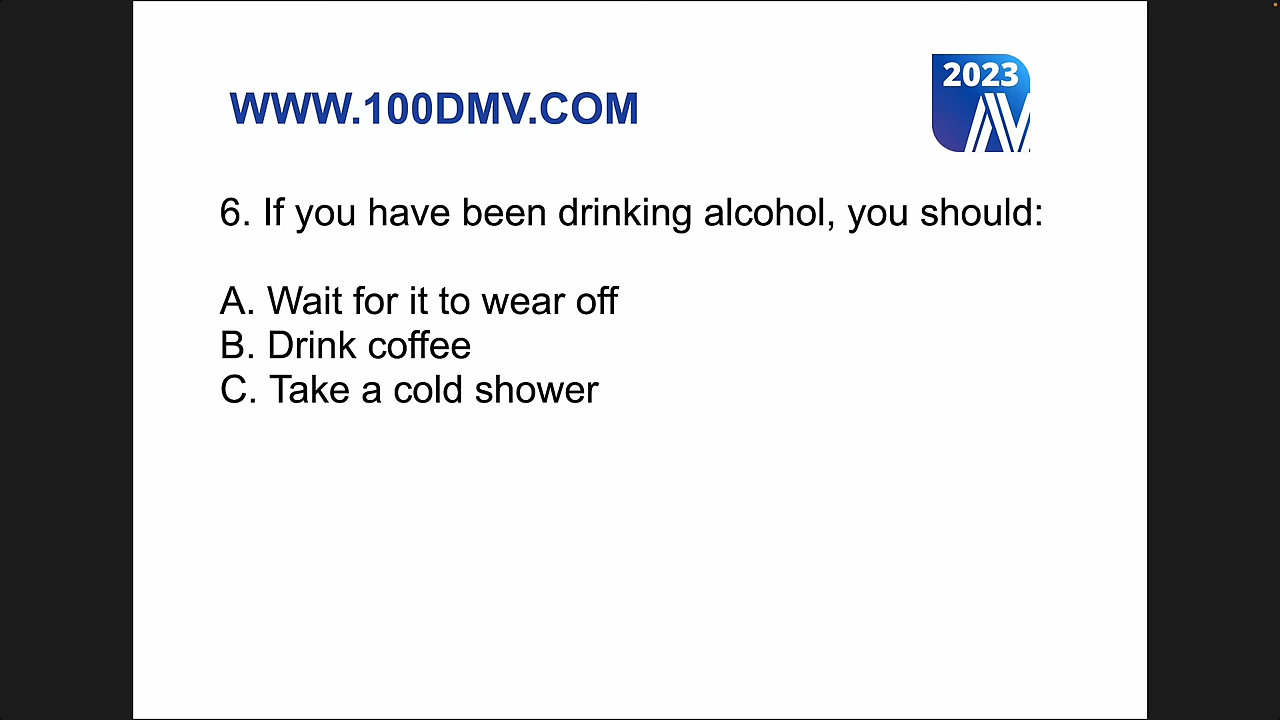 WWW.100DMV.COM
2023
6. If you have been drinking alcohol, you should:
A. Wait for it to wear off
B. Drink coffee
C. Take a cold shower